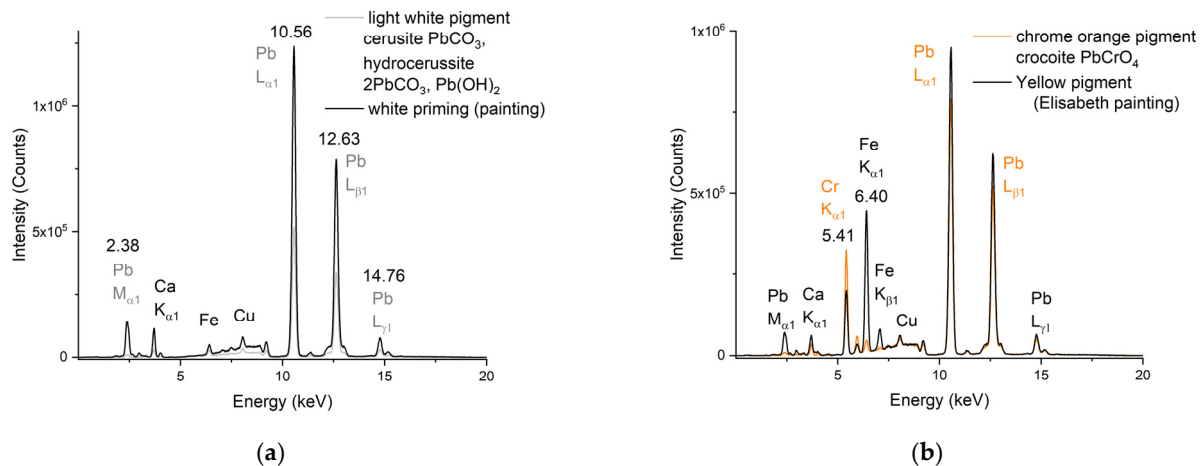 light white pigment
cerusite PbCO3,
hydrocerussite
2PbCO3, Pb(OH)2
white priming (painting)
10.56
Pb
Lα1
1x10^6
12.63
Pb
Lβ1
Intensity (Counts)
5x10^5
2.38
Pb
Mα1
Ca
Kα1
Fe
Cu
14.76
Pb
LγI
0
5
10
15
20
Energy (keV)
(a)
1x10^6
chrome orange pigment
crocoite PbCrO4
Yellow pigment
(Elisabeth painting)
Pb
Lα1
Fe
Kα1
6.40
Pb
Lβ1
Intensity (Counts)
5x10^5
Cr
Kα1
5.41
Fe
Kβ1
Pb
Mα1
Ca
Kα1
Cu
Pb
LγI
0
5
10
15
20
Energy (keV)
(b)